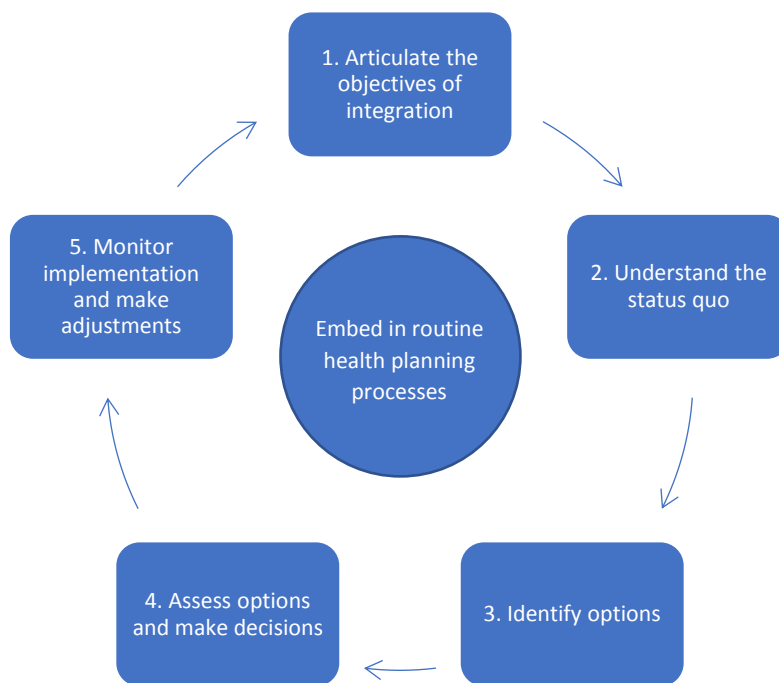 1. Articulate the
objectives of
integration
2. Understand the
status quo
3. Identify options
4. Assess options
and make decisions
5. Monitor
implementation
and make
adjustments
Embed in routine
health planning
processes